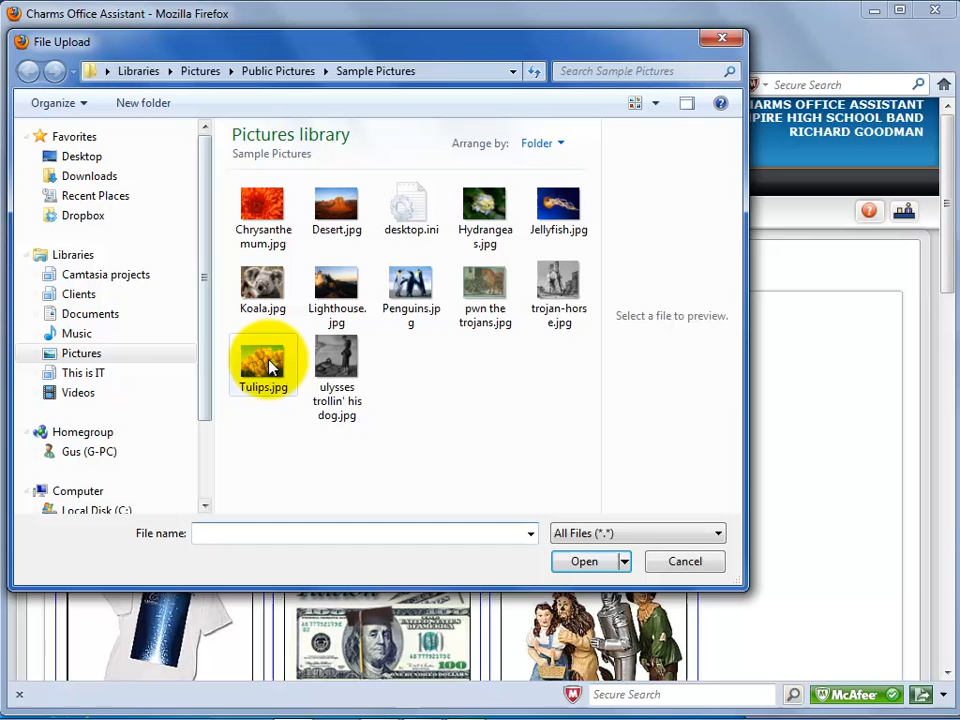 Charms Office Assistant - Mozilla Firefox
File Upload
Libraries Pictures Public Pictures Sample Pictures
Search Sample Pictures
Secure Search
Organize
New folder
CHARMS OFFICE ASSISTANT
PIRE HIGH SCHOOL BAND
RICHARD GOODMAN
Favorites
Desktop
Downloads
Recent Places
Dropbox
Libraries
Camtasia projects
Clients
Documents
Music
Pictures
This is IT
Videos
Homegroup
Gus (G-PC)
Computer
Local Disk (C:)
Pictures library
Sample Pictures
Arrange by: Folder
Chrysanthe
mum.jpg
Desert.jpg
desktop.ini
Hydrangea
s.jpg
Jellyfish.jpg
Koala.jpg
Lighthouse.
jpg
Penguins.jp
g
pwn the
trojans.jpg
trojan-hors
e.jpg
Tulips.jpg
ulysses
trollin' his
dog.jpg
Select a file to preview.
File name:
All Files (*.*)
Open
Cancel
100
Secure Search
McAfee